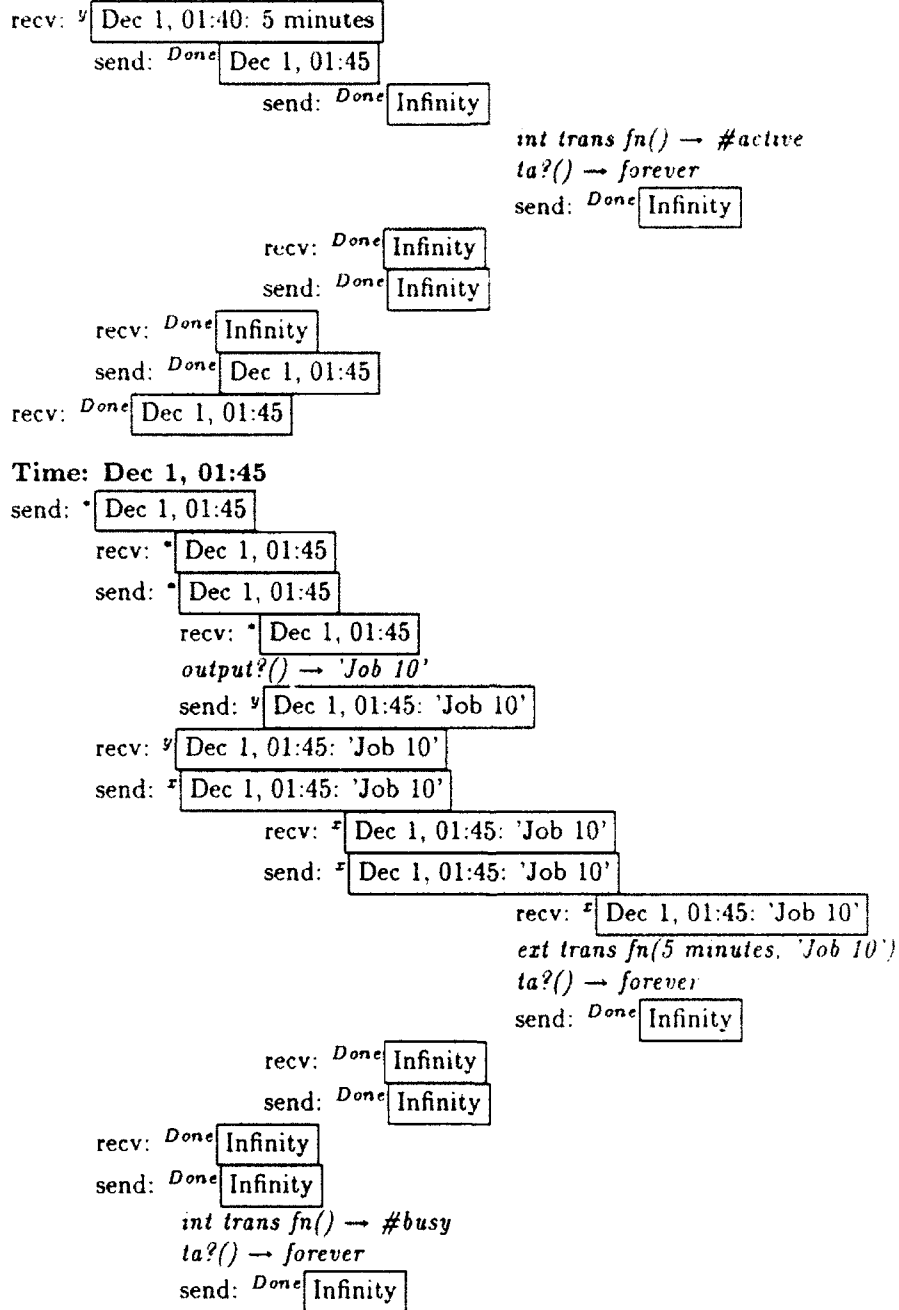 recv: y Dec 1, 01:40: 5 minutes
send: Done Dec 1, 01:45
send: Done Infinity
int trans fn() → #active
ta?() → forever
send: Done Infinity
recv: Done Infinity
send: Done Infinity
recv: Done Infinity
send: Done Dec 1, 01:45
recv: Done Dec 1, 01:45
Time: Dec 1, 01:45
send: * Dec 1, 01:45
recv: * Dec 1, 01:45
send: * Dec 1, 01:45
recv: * Dec 1, 01:45
output?() → 'Job 10'
send: y Dec 1, 01:45: 'Job 10'
recv: y Dec 1, 01:45: 'Job 10'
send: x Dec 1, 01:45: 'Job 10'
recv: x Dec 1, 01:45: 'Job 10'
send: x Dec 1, 01:45: 'Job 10'
recv: x Dec 1, 01:45: 'Job 10'
ext trans fn(5 minutes, 'Job 10')
ta?() → forever
send: Done Infinity
recv: Done Infinity
send: Done Infinity
recv: Done Infinity
send: Done Infinity
int trans fn() → #busy
ta?() → forever
send: Done Infinity